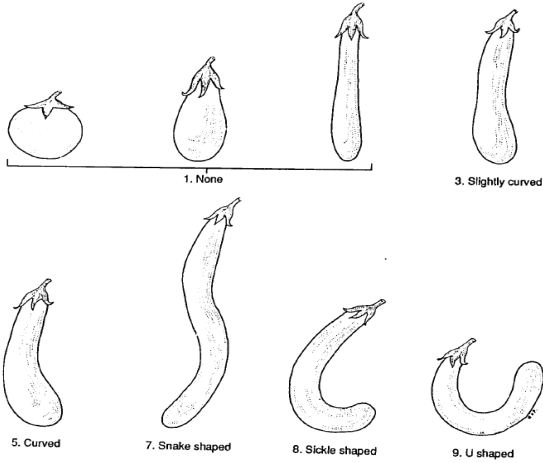 1. None
3. Slightly curved
5. Curved
7. Snake shaped
8. Sickle shaped
9. U shaped